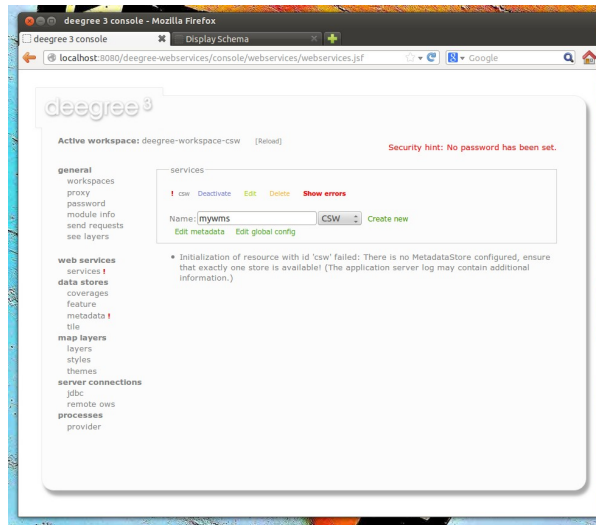 deegree 3 console - Mozilla Firefox
deegree 3 console Display Schema
localhost:8080/deegree-webservices/console/webservices/webservices.jsf Google
deegree 3
Active workspace: deegree-workspace-csw [Reload]
Security hint: No password has been set.
general
workspaces
proxy
password
module info
send requests
see layers
web services
services !
data stores
coverages
feature
metadata !
tile
map layers
layers
styles
themes
server connections
jdbc
remote ows
processes
provider
services
! csw Deactivate Edit Delete Show errors
Name: mywms CSW Create new
Edit metadata Edit global config
• Initialization of resource with id 'csw' failed: There is no MetadataStore configured, ensure
that exactly one store is available! (The application server log may contain additional
information.)